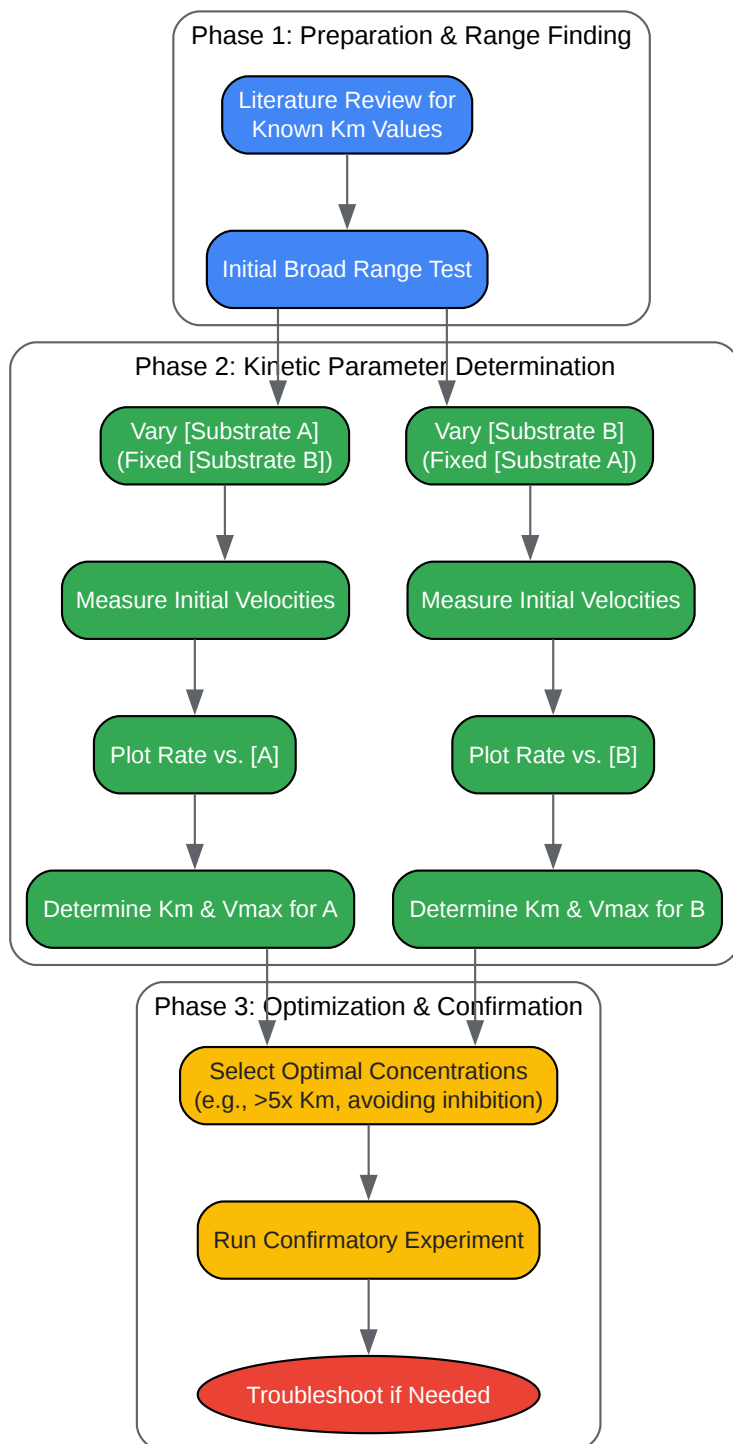 Phase 1: Preparation & Range Finding
Literature Review for
Known Km Values
Initial Broad Range Test
Phase 2: Kinetic Parameter Determination
Vary [Substrate A]
(Fixed [Substrate B])
Vary [Substrate B]
(Fixed [Substrate A])
Measure Initial Velocities
Measure Initial Velocities
Plot Rate vs. [A]
Plot Rate vs. [B]
Determine Km & Vmax for A
Determine Km & Vmax for B
Phase 3: Optimization & Confirmation
Select Optimal Concentrations
(e.g., >5x Km, avoiding inhibition)
Run Confirmatory Experiment
Troubleshoot if Needed